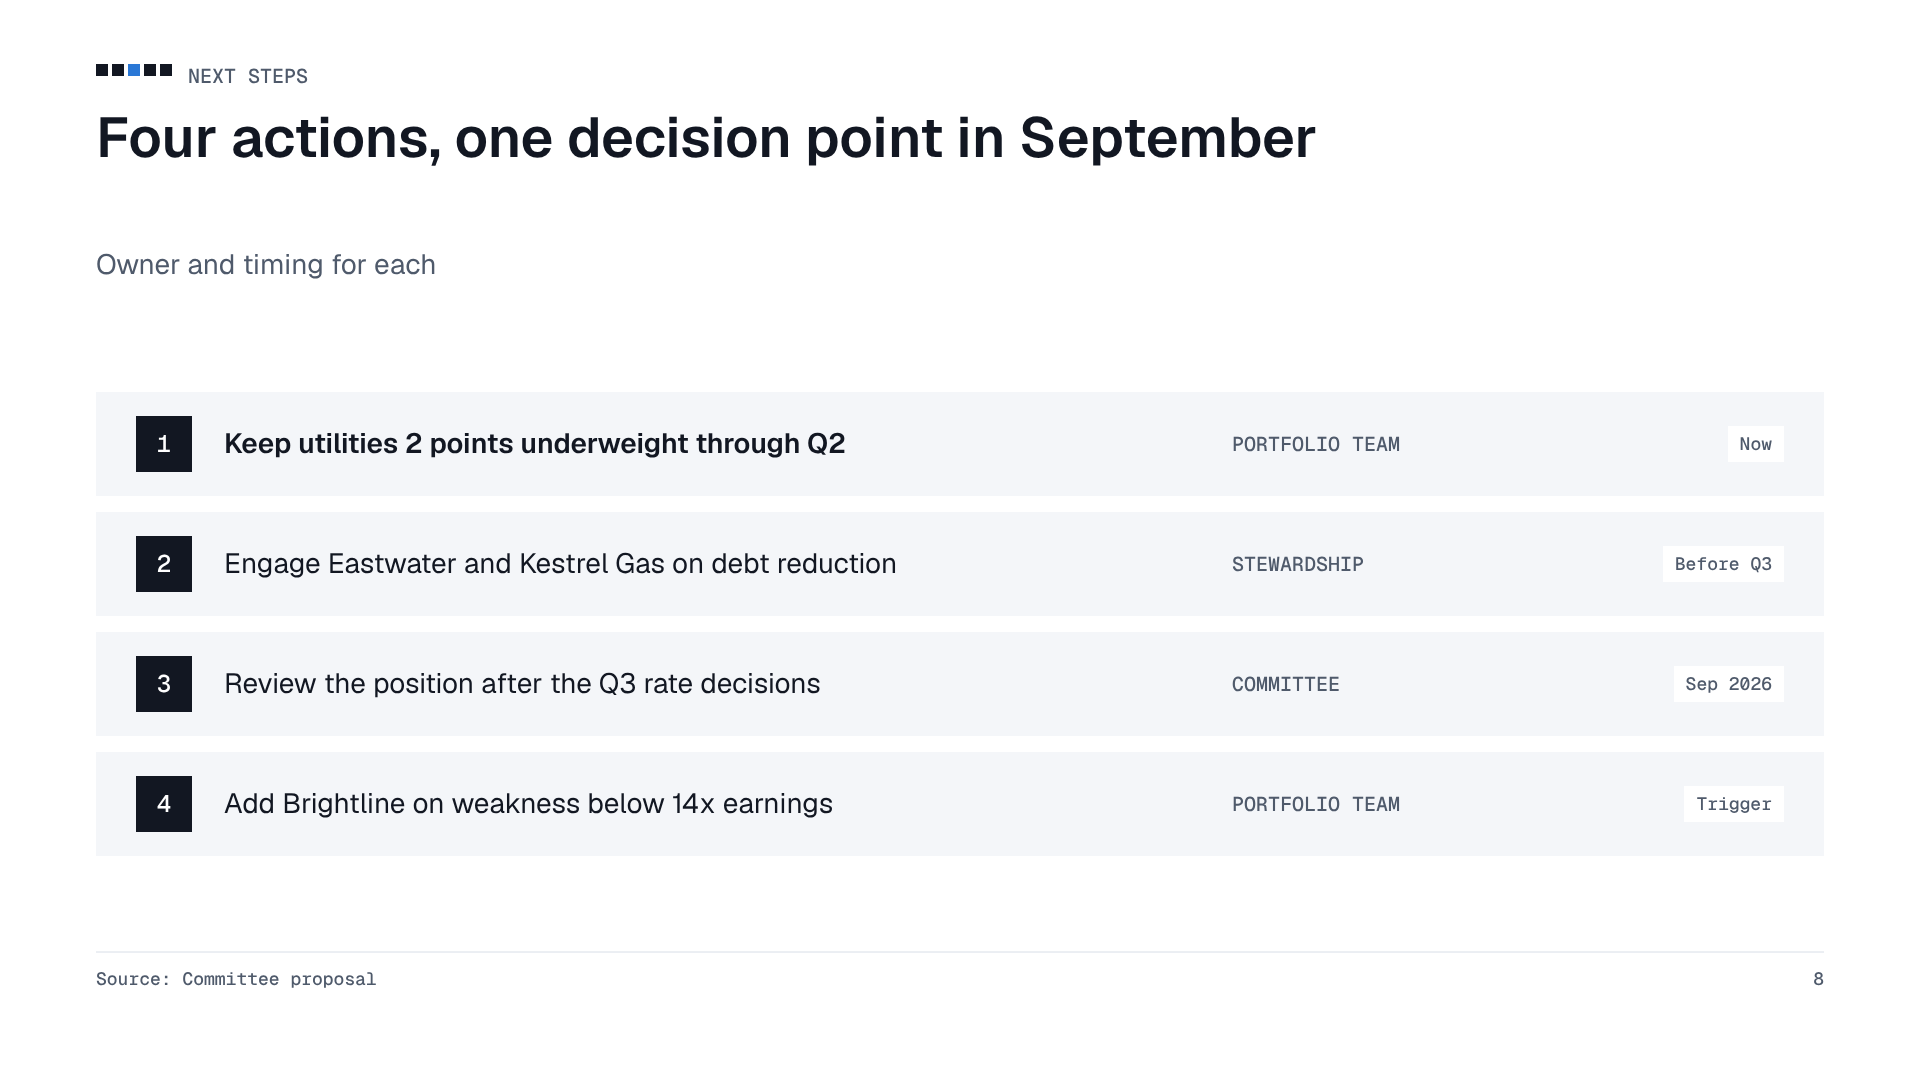 NEXT STEPS
Four actions, one decision point in September
Owner and timing for each
1 Keep utilities 2 points underweight through Q2 PORTFOLIO TEAM Now
2 Engage Eastwater and Kestrel Gas on debt reduction STEWARDSHIP Before Q3
3 Review the position after the Q3 rate decisions COMMITTEE Sep 2026
4 Add Brightline on weakness below 14x earnings PORTFOLIO TEAM Trigger
Source: Committee proposal 8